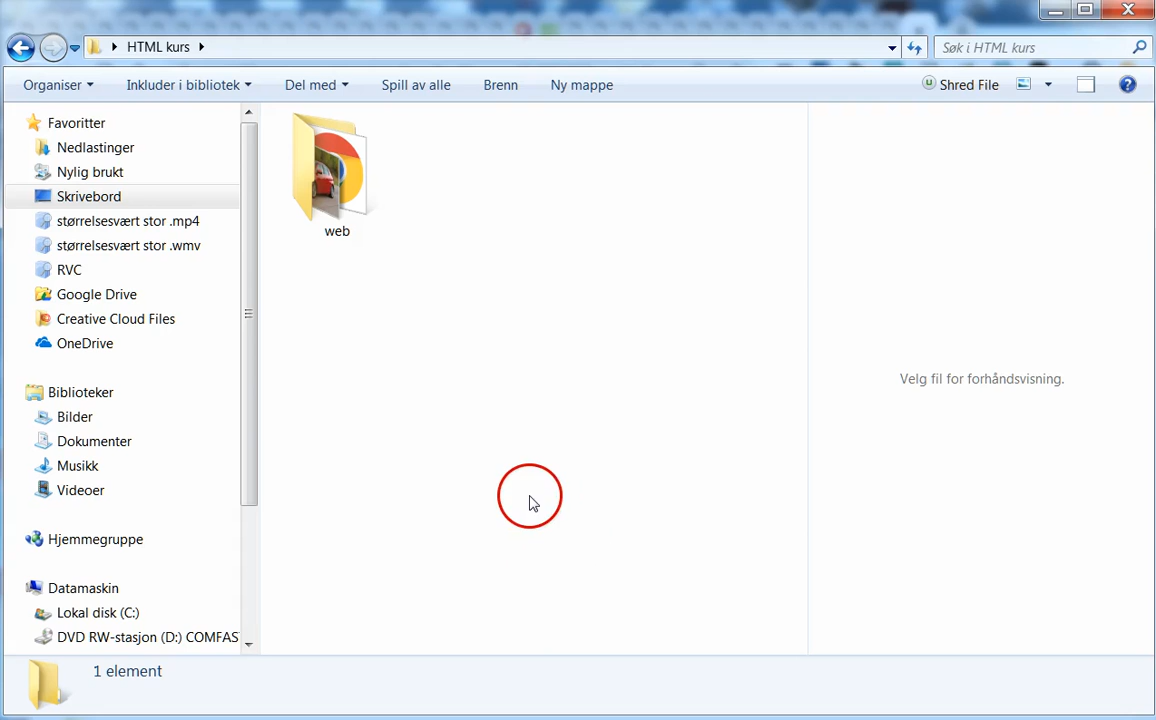 HTML kurs
Søk i HTML kurs
Organiser
Inkluder i bibliotek
Del med
Spill av alle
Brenn
Ny mappe
Shred File
Favoritter
Nedlastinger
Nylig brukt
Skrivebord
størrelsesvært stor .mp4
størrelsesvært stor .wmv
RVC
Google Drive
Creative Cloud Files
OneDrive
Biblioteker
Bilder
Dokumenter
Musikk
Videoer
Hjemmegruppe
Datamaskin
Lokal disk (C:)
DVD RW-stasjon (D:) COMFAS
web
Velg fil for forhåndsvisning.
1 element